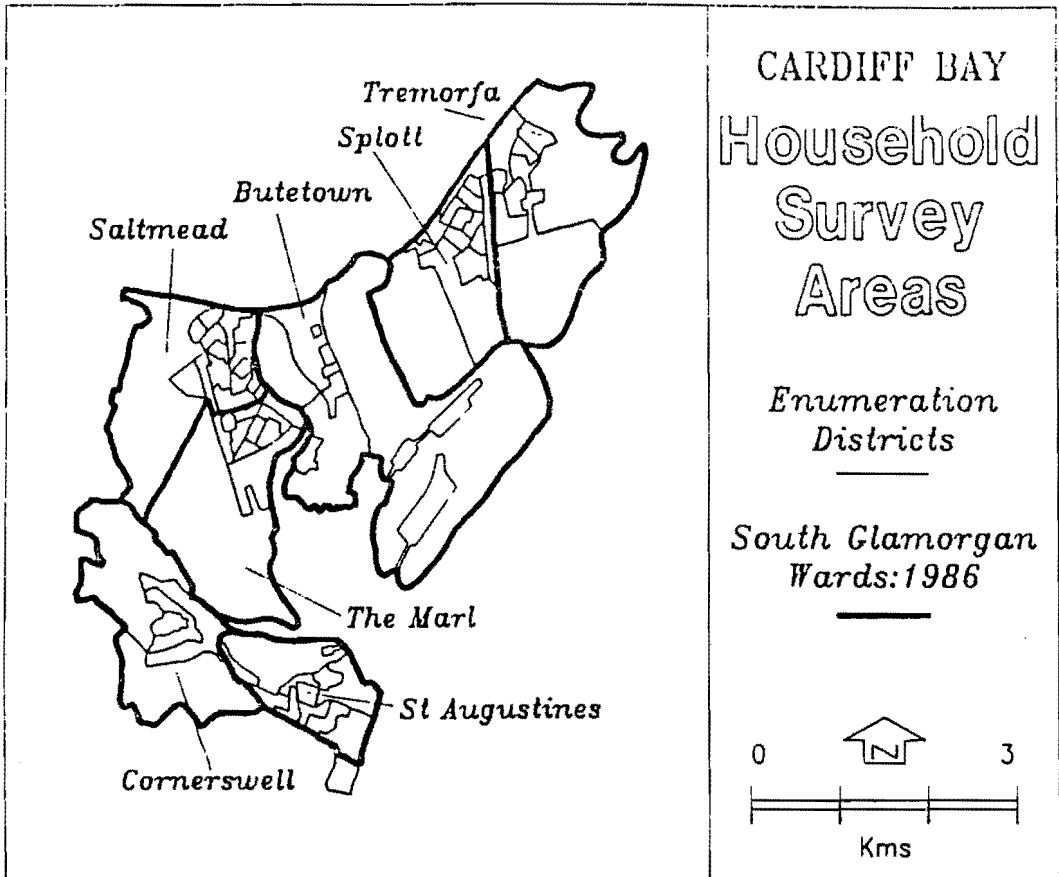 Tremorfa
Splott
Butetown
Saltmead
The Marl
St Augustines
Cornerswell
CARDIFF BAY
Household
Survey
Areas
Enumeration
Districts
South Glamorgan
Wards:1986
N
0 3
Kms